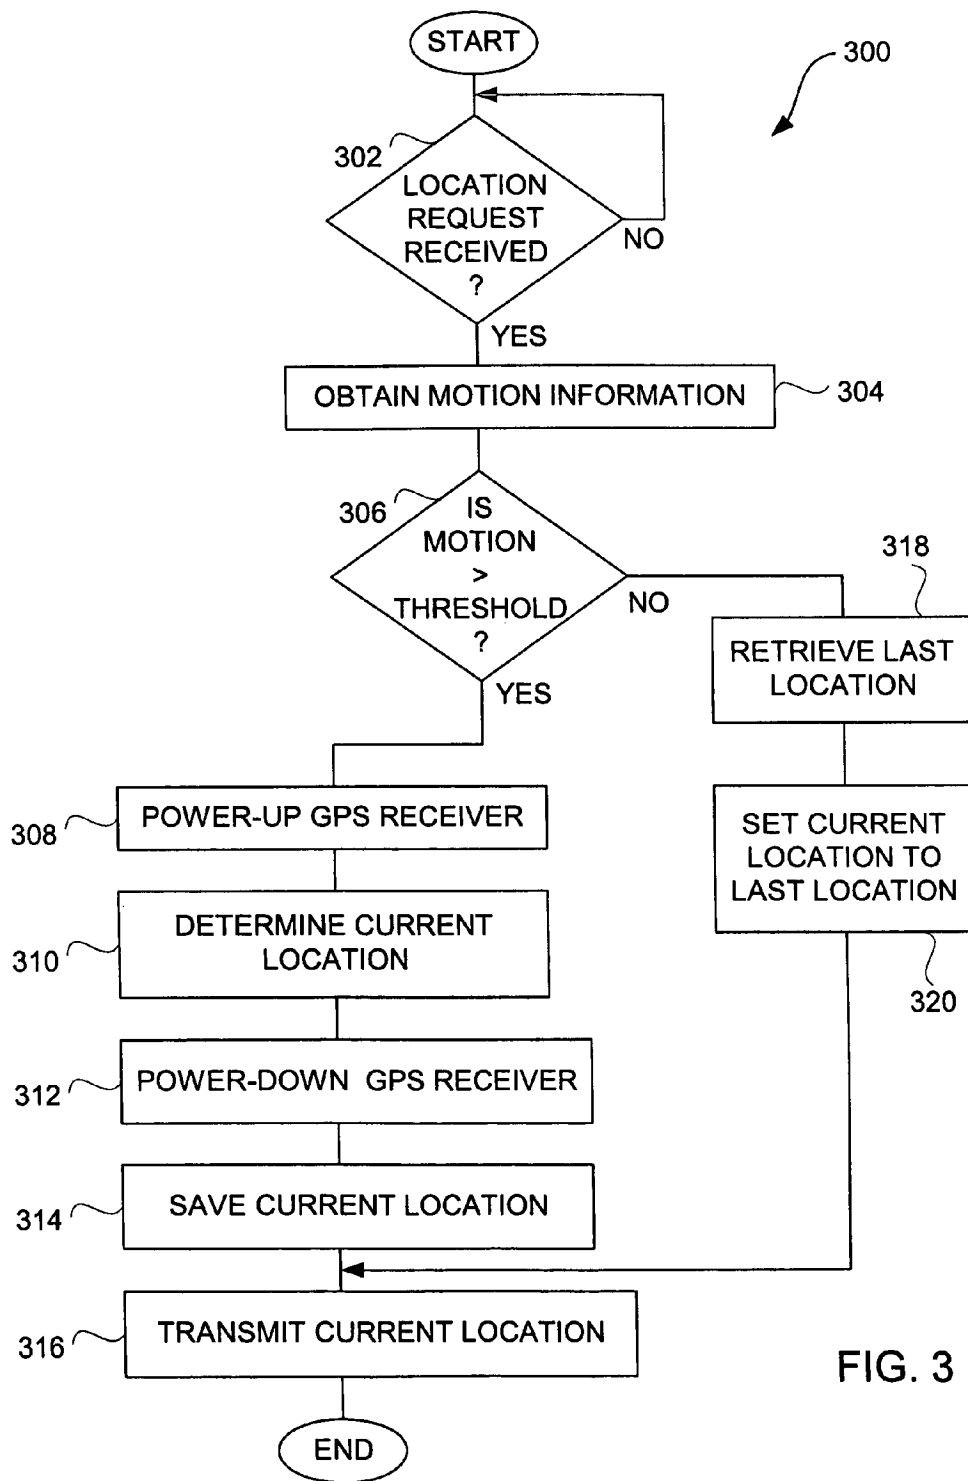 START
300
302
LOCATION
REQUEST
RECEIVED
?
NO
YES
OBTAIN MOTION INFORMATION
304
306
IS
MOTION
>
THRESHOLD
?
NO
YES
318
RETRIEVE LAST
LOCATION
308
POWER-UP GPS RECEIVER
SET CURRENT
LOCATION TO
LAST LOCATION
320
310
DETERMINE CURRENT
LOCATION
312
POWER-DOWN GPS RECEIVER
314
SAVE CURRENT LOCATION
316
TRANSMIT CURRENT LOCATION
FIG. 3
END